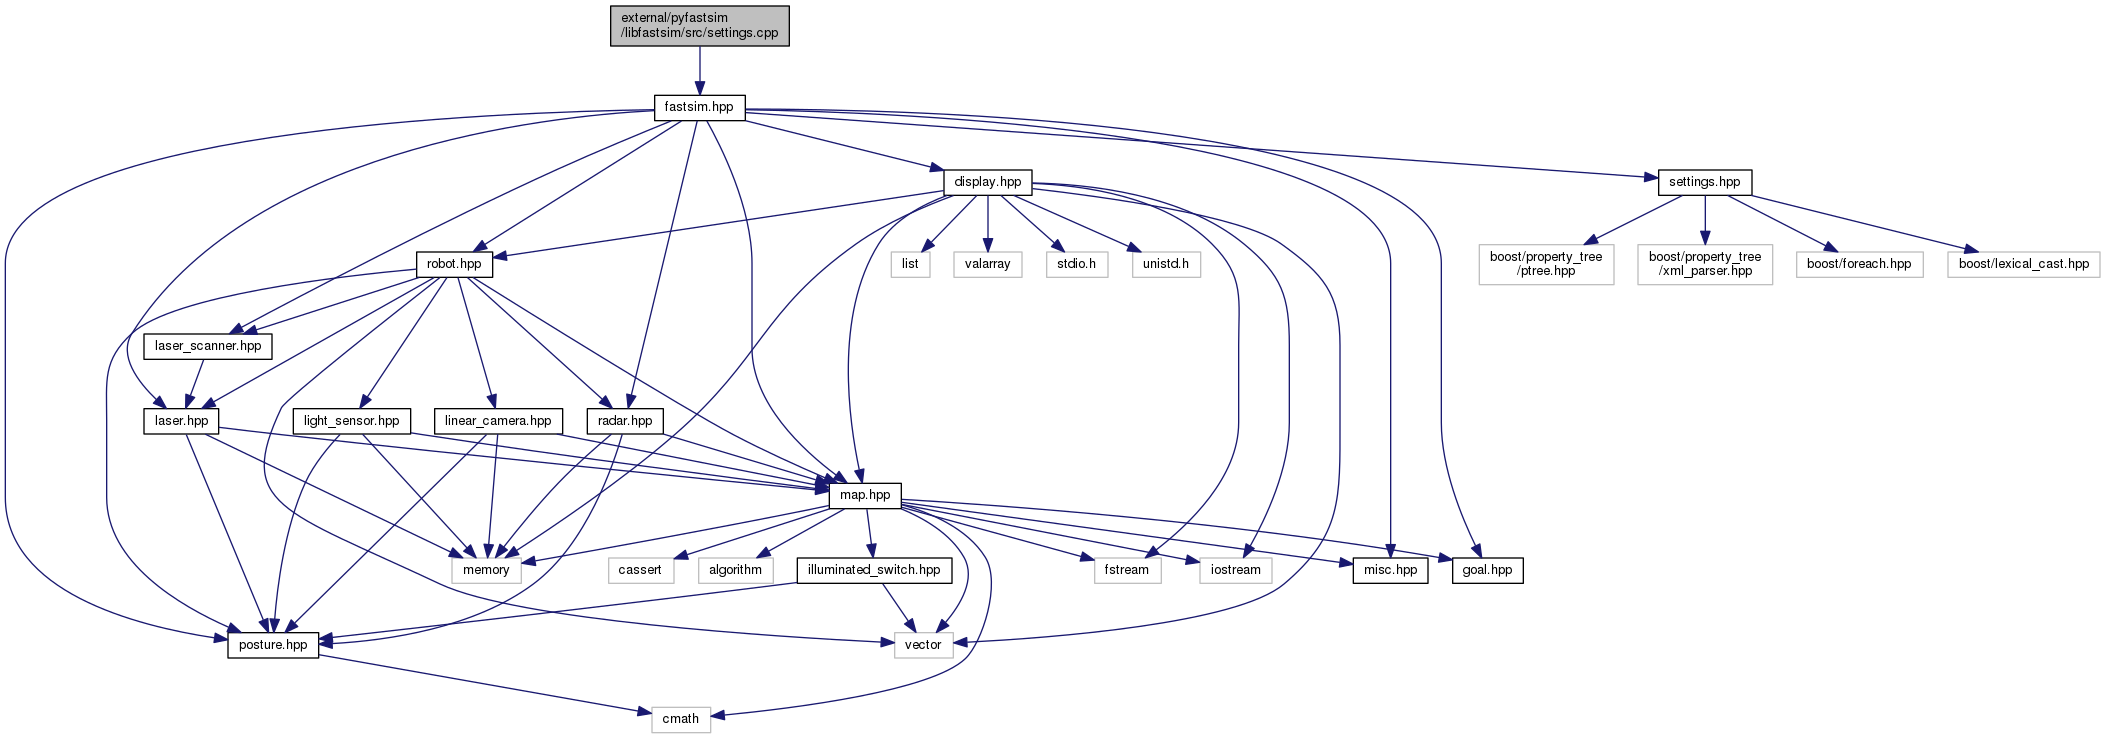 external/pyfastsim
/libfastsim/src/settings.cpp
fastsim.hpp
display.hpp
settings.hpp
robot.hpp
list
valarray
stdio.h
unistd.h
boost/property_tree
/ptree.hpp
boost/property_tree
/xml_parser.hpp
boost/foreach.hpp
boost/lexical_cast.hpp
laser_scanner.hpp
laser.hpp
light_sensor.hpp
linear_camera.hpp
radar.hpp
map.hpp
memory
cassert
algorithm
illuminated_switch.hpp
fstream
iostream
misc.hpp
goal.hpp
posture.hpp
vector
cmath